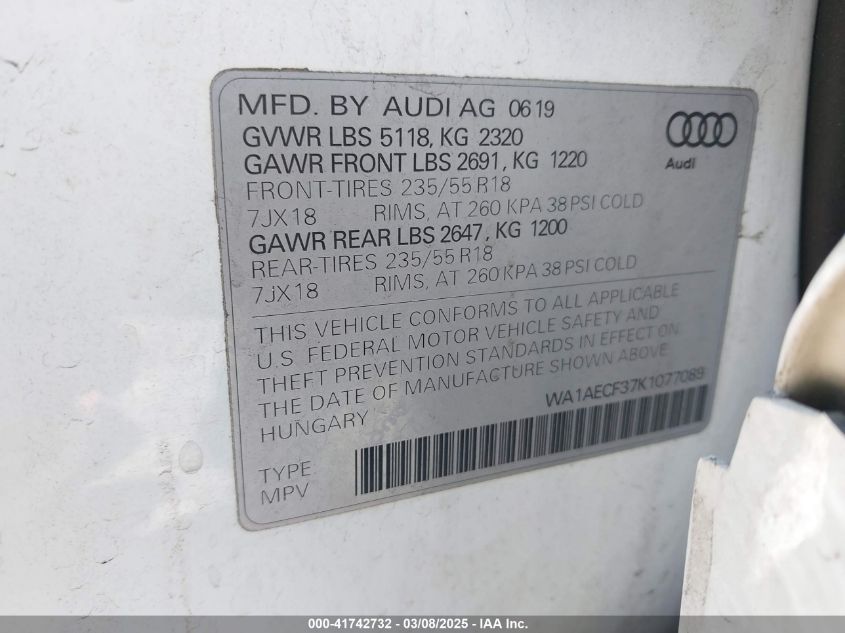 MFD. BY AUDI AG 0619
GVWR LBS 5118, KG 2320
GAWR FRONT LBS 2691, KG 1220
FRONT-TIRES 235/55R18
7JX18 RIMS, AT 260 KPA 38 PSI COLD
GAWR REAR LBS 2647, KG 1200
REAR-TIRES 235/55R18
7JX18 RIMS, AT 260 KPA 38 PSI COLD
Audi
THIS VEHICLE CONFORMS TO ALL APPLICABLE
U.S. FEDERAL MOTOR VEHICLE SAFETY AND
THEFT PREVENTION STANDARDS IN EFFECT ON
THE DATE OF MANUFACTURE SHOWN ABOVE.
HUNGARY
WA1AECF37K1077089
TYPE
MPV
000-41742732 - 03/08/2025 - IAA Inc.